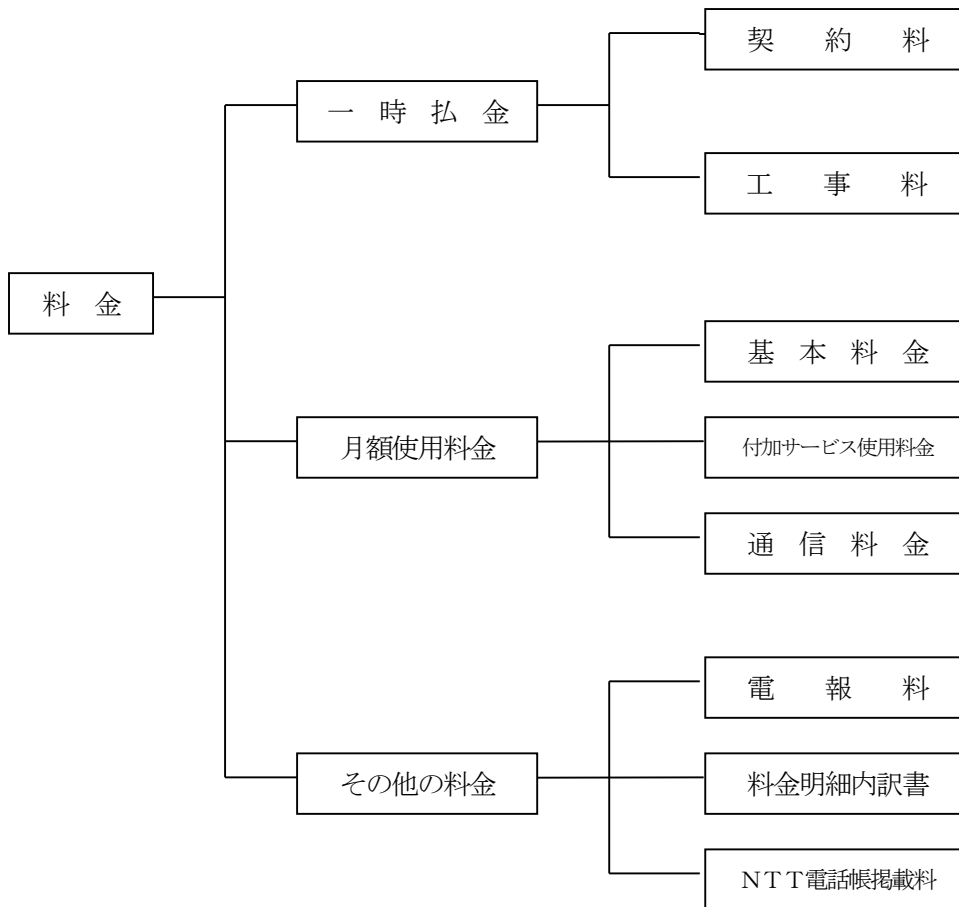 契約料
一時払金
工事料
料金
基本料金
月額使用料金
付加サービス使用料金
通信料金
電報料
その他の料金
料金明細内訳書
ＮＴＴ電話帳掲載料